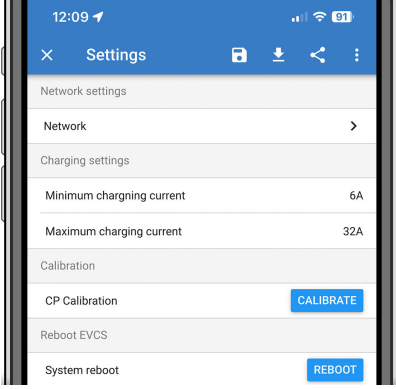 12:09
91
Settings
Network settings
Network
Charging settings
Minimum chargning current
6A
Maximum charging current
32A
Calibration
CP Calibration
CALIBRATE
Reboot EVCS
System reboot
REBOOT